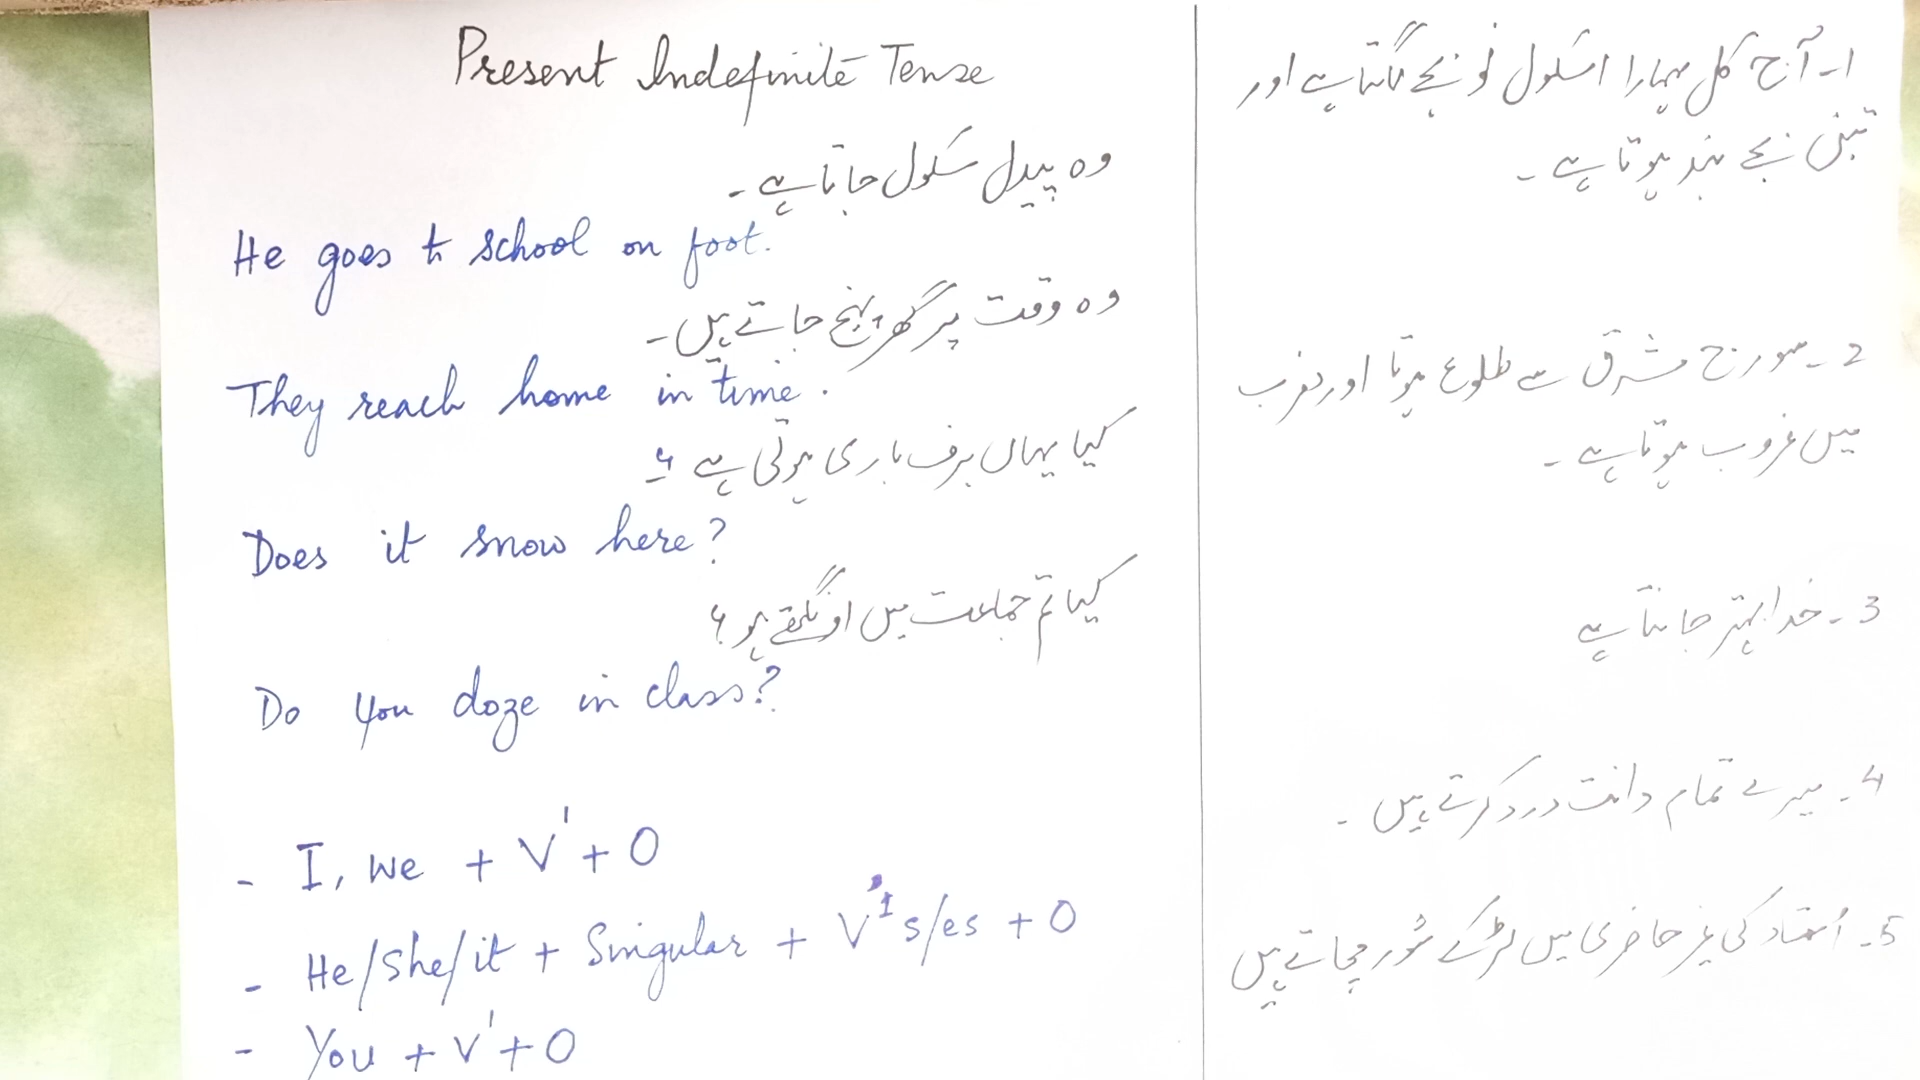 Present Indefinite Tense
وہ پیدل سکول جاتا ہے۔
He goes to school on foot.
وہ وقت پر گھر پہنچ جاتے ہیں۔
They reach home in time.
کیا یہاں برف باری ہوتی ہے؟
Does it snow here?
کیا تم جماعت میں اونگھتے ہو؟
Do you doze in class?
- I, we + V' + O
- He/She/it + Singular + V¹ s/es + O
- You + V' + O
1۔ آج کل ہمارا اسکول نو بجے لگتا ہے اور
تین بجے بند ہوتا ہے۔
2۔ سورج مشرق سے طلوع ہوتا اور مغرب
میں غروب ہوتا ہے۔
3۔ خدا بہتر جانتا ہے
4۔ میرے تمام دانت درد کرتے ہیں۔
5۔ استاد کی غیر حاضری میں لڑکے شور مچاتے ہیں